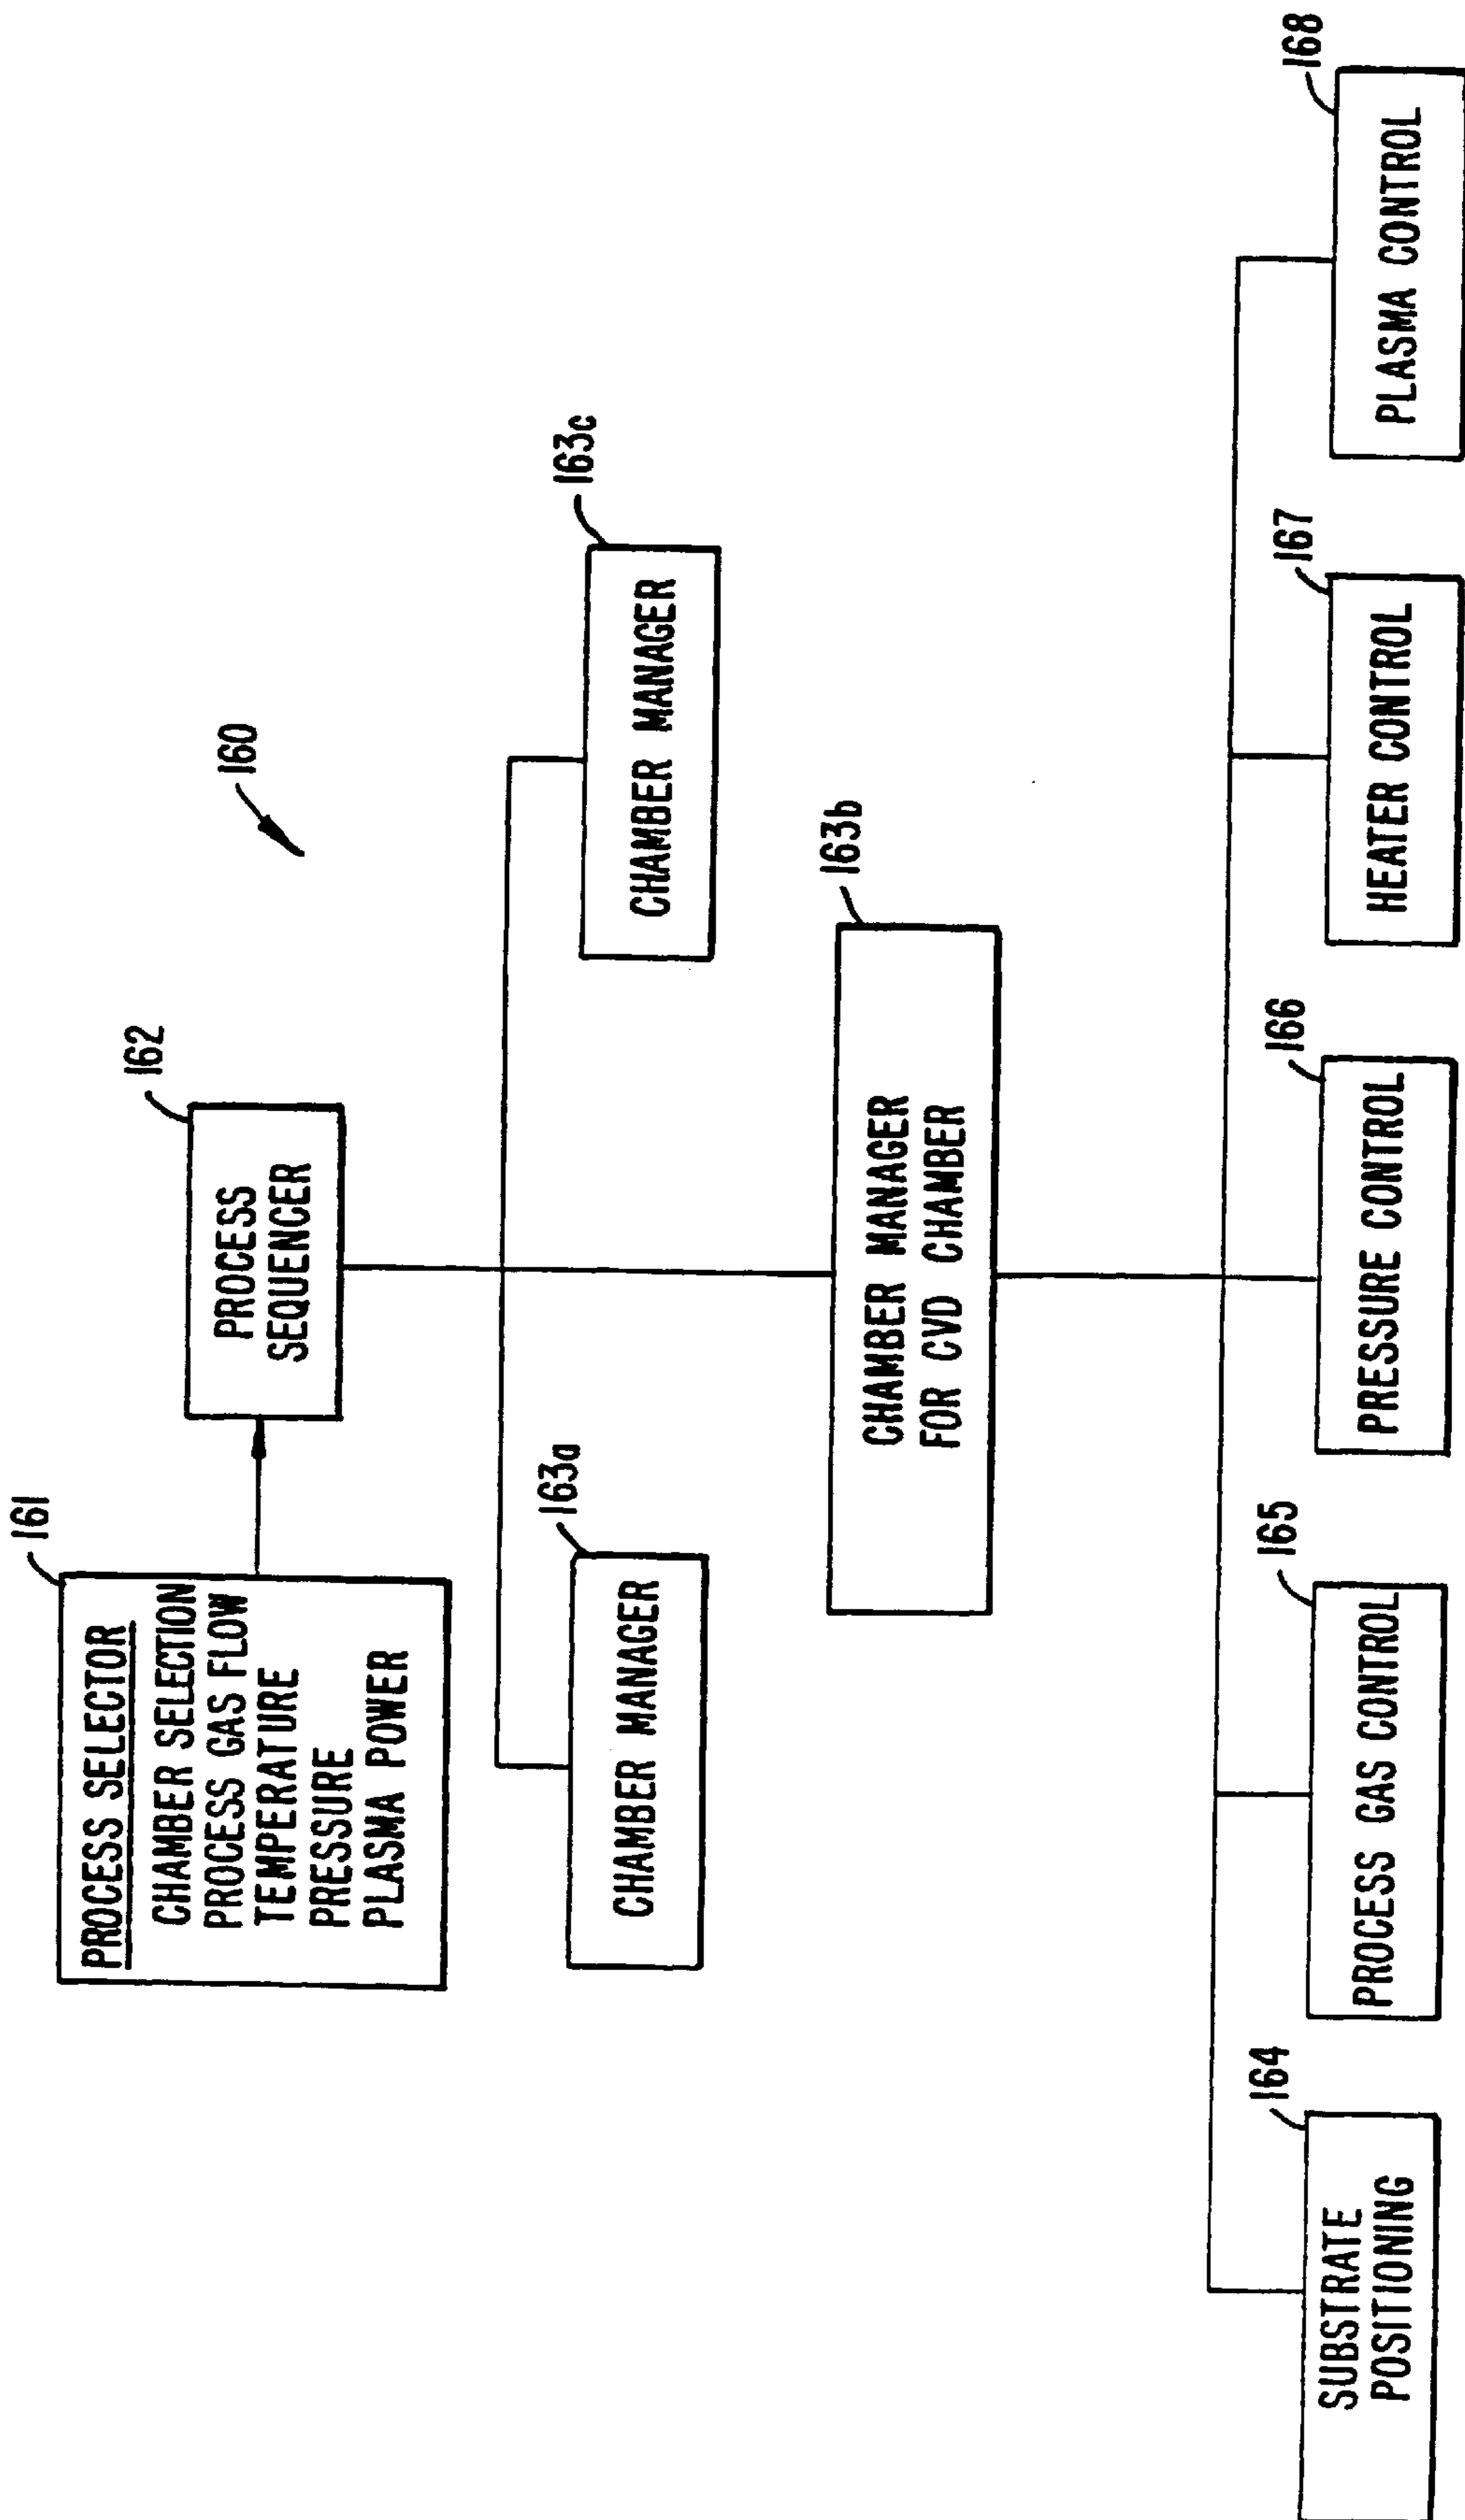 160
161
PROCESS SELECTOR
CHAMBER SELECTION
PROCESS GAS FLOW
TEMPERATURE
PRESSURE
PLASMA POWER
162
PROCESS
SEQUENCER
163a
CHAMBER MANAGER
163c
CHAMBER MANAGER
163b
CHAMBER MANAGER
FOR CVD CHAMBER
164
SUBSTRATE
POSITIONING
165
PROCESS GAS CONTROL
166
PRESSURE CONTROL
167
HEATER CONTROL
168
PLASMA CONTROL